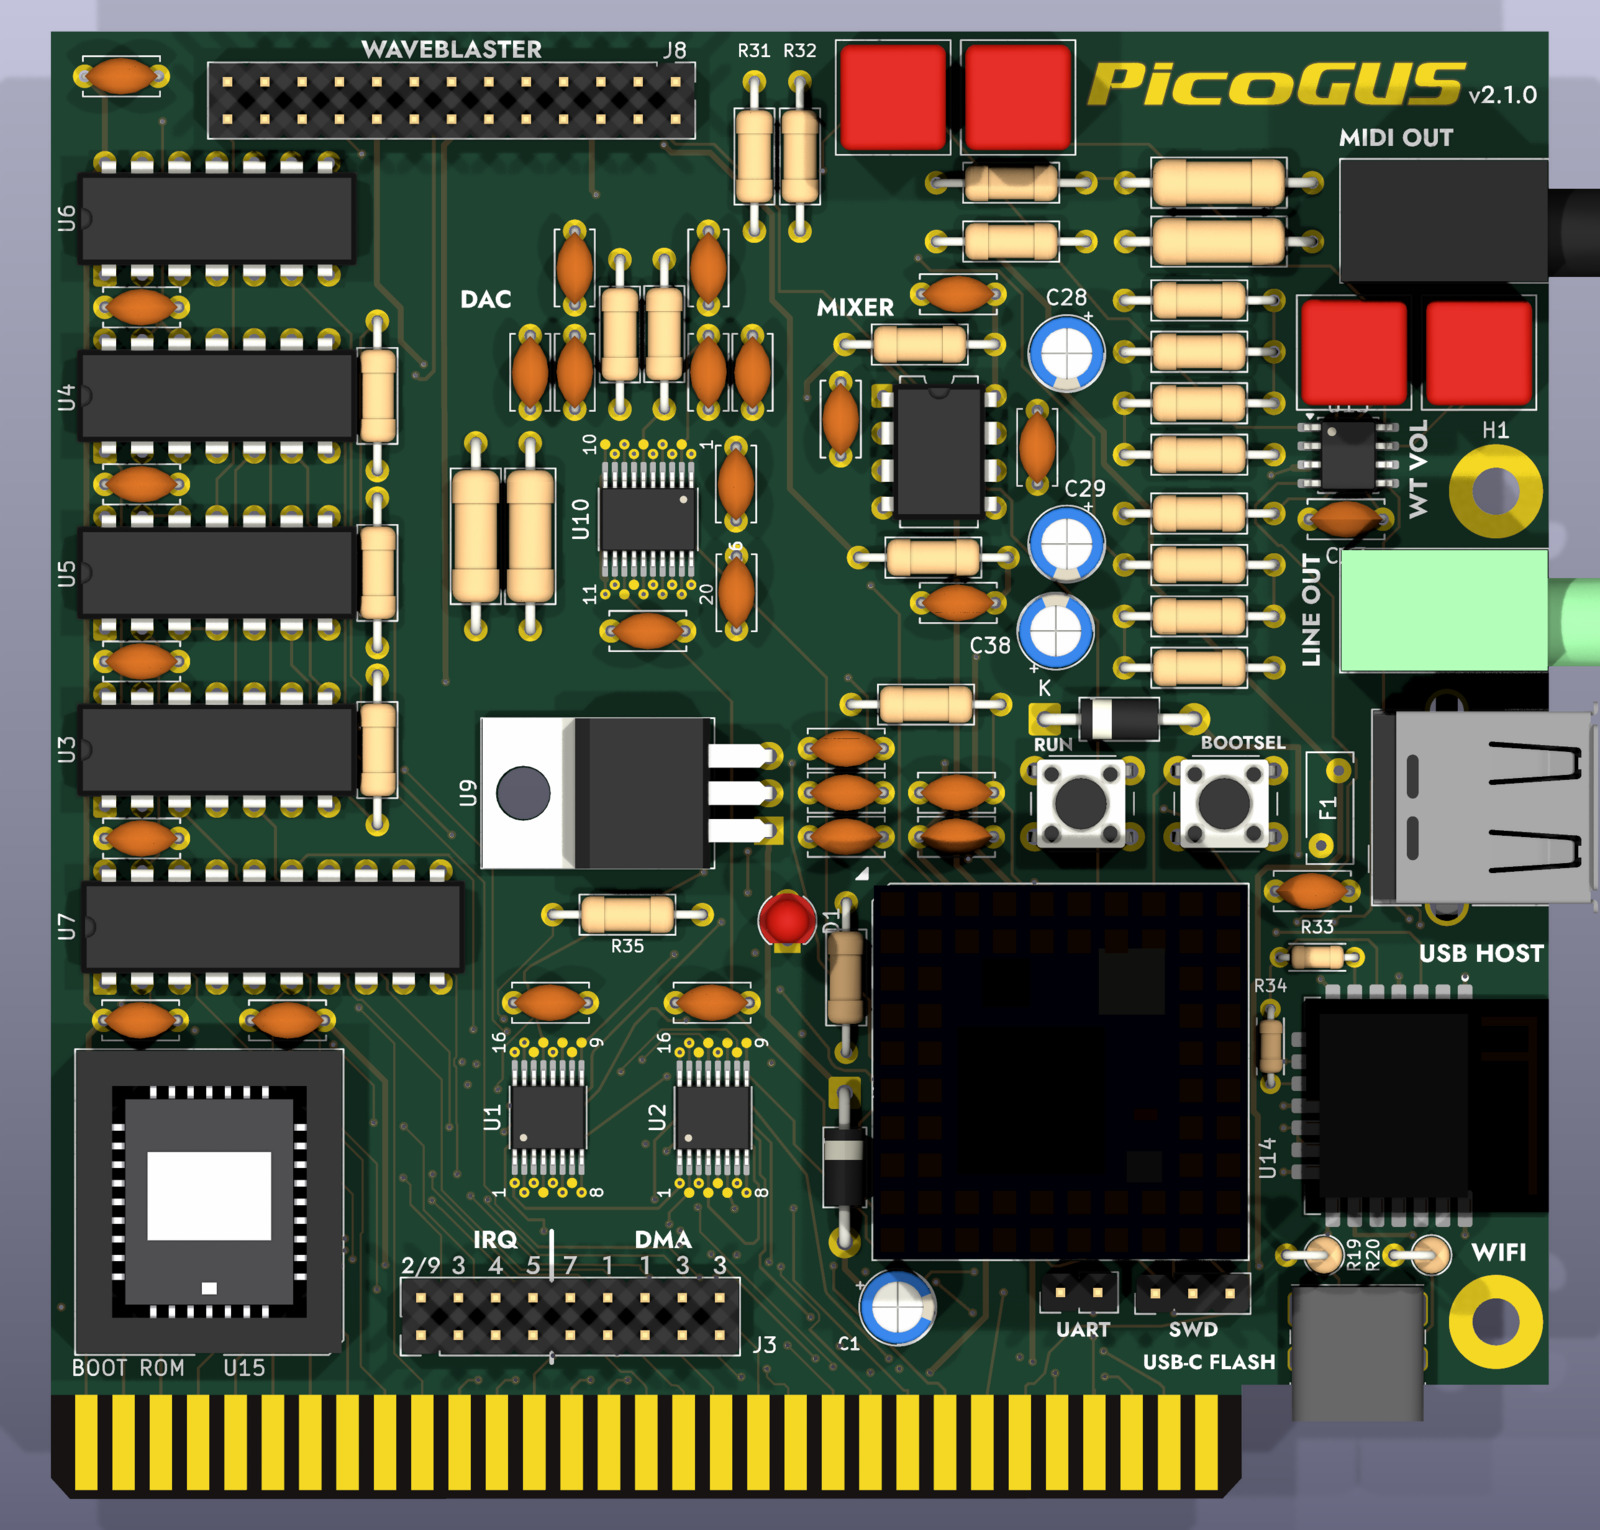 WAVEBLASTER
J8
R31
R32
PicoGUS
v2.1.0
MIDI OUT
U6
DAC
MIXER
C28
U4
10
1
WT VOL
H1
U10
C29
6
U5
11
20
LINE OUT
C38
K
U3
U9
RUN
BOOTSEL
F1
U7
D1
R35
R33
USB HOST
R34
16
9
16
9
U1
U2
U14
1
8
1
8
IRQ
DMA
2/9 3 4 5 7 1 1 3 3
R19
R20
WIFI
J3
C1
UART
SWD
USB-C FLASH
BOOT ROM
U15